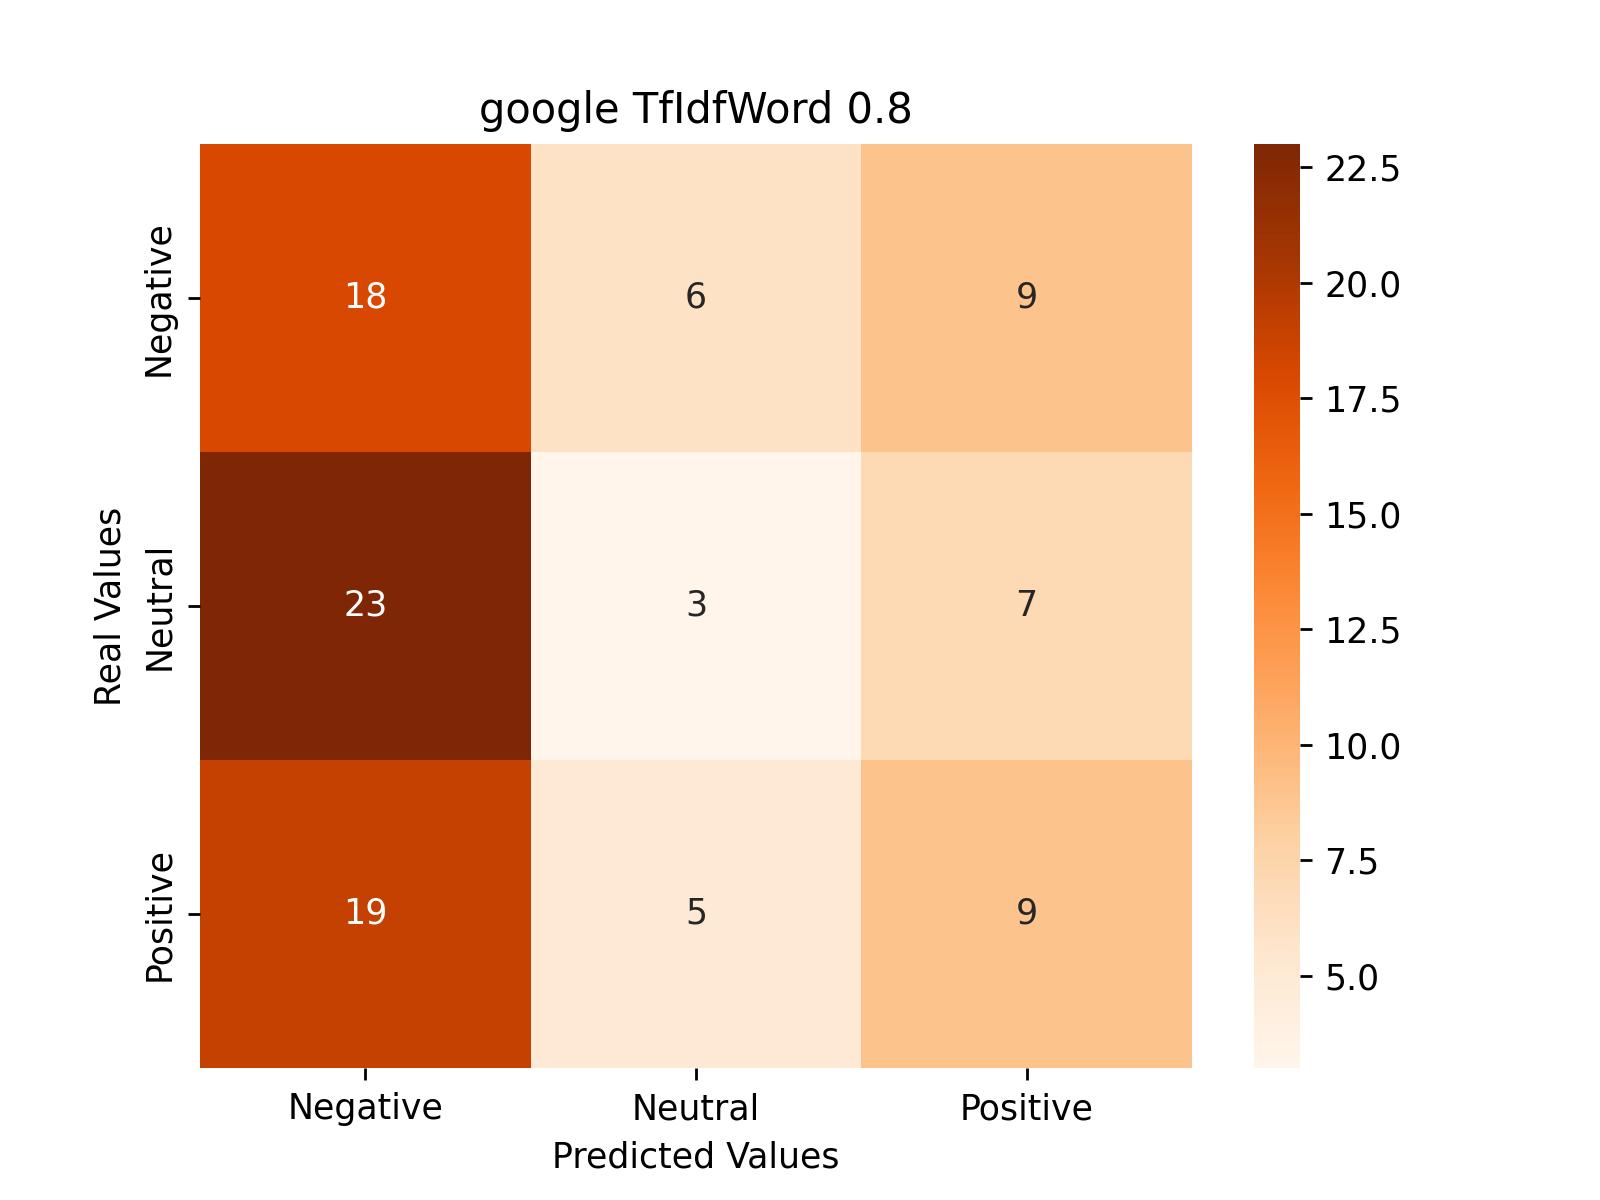 google TfIdfWord 0.8
Real Values
Negative
18 6 9
Neutral
23 3 7
Positive
19 5 9
Negative Neutral Positive
Predicted Values
22.5
20.0
17.5
15.0
12.5
10.0
7.5
5.0